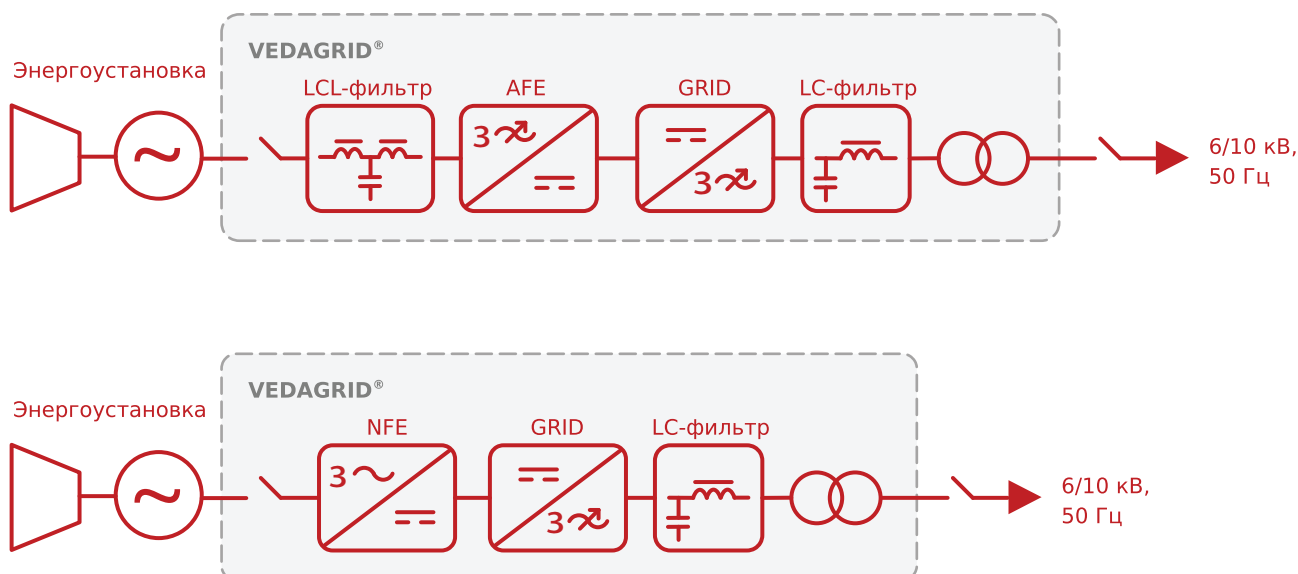 VEDAGRID®
Энергоустановка
LCL-фильтр
AFE
GRID
LC-фильтр
3
3
6/10 кВ,
50 Гц
VEDAGRID®
Энергоустановка
NFE
GRID
LC-фильтр
3
3
6/10 кВ,
50 Гц